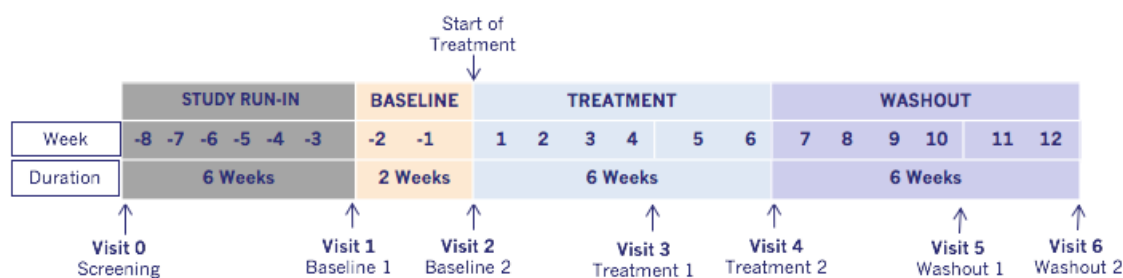 Start of
Treatment
STUDY RUN-IN BASELINE TREATMENT WASHOUT
Week -8 -7 -6 -5 -4 -3 -2 -1 1 2 3 4 5 6 7 8 9 10 11 12
Duration 6 Weeks 2 Weeks 6 Weeks 6 Weeks
Visit 0 Visit 1 Visit 2 Visit 3 Visit 4 Visit 5 Visit 6
Screening Baseline 1 Baseline 2 Treatment 1 Treatment 2 Washout 1 Washout 2